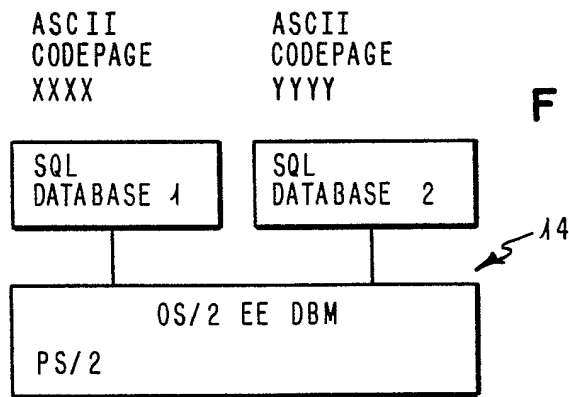 ASCII
CODEPAGE
XXXX
ASCII
CODEPAGE
YYYY
F
SQL
DATABASE 1
SQL
DATABASE 2
14
OS/2 EE DBM
PS/2